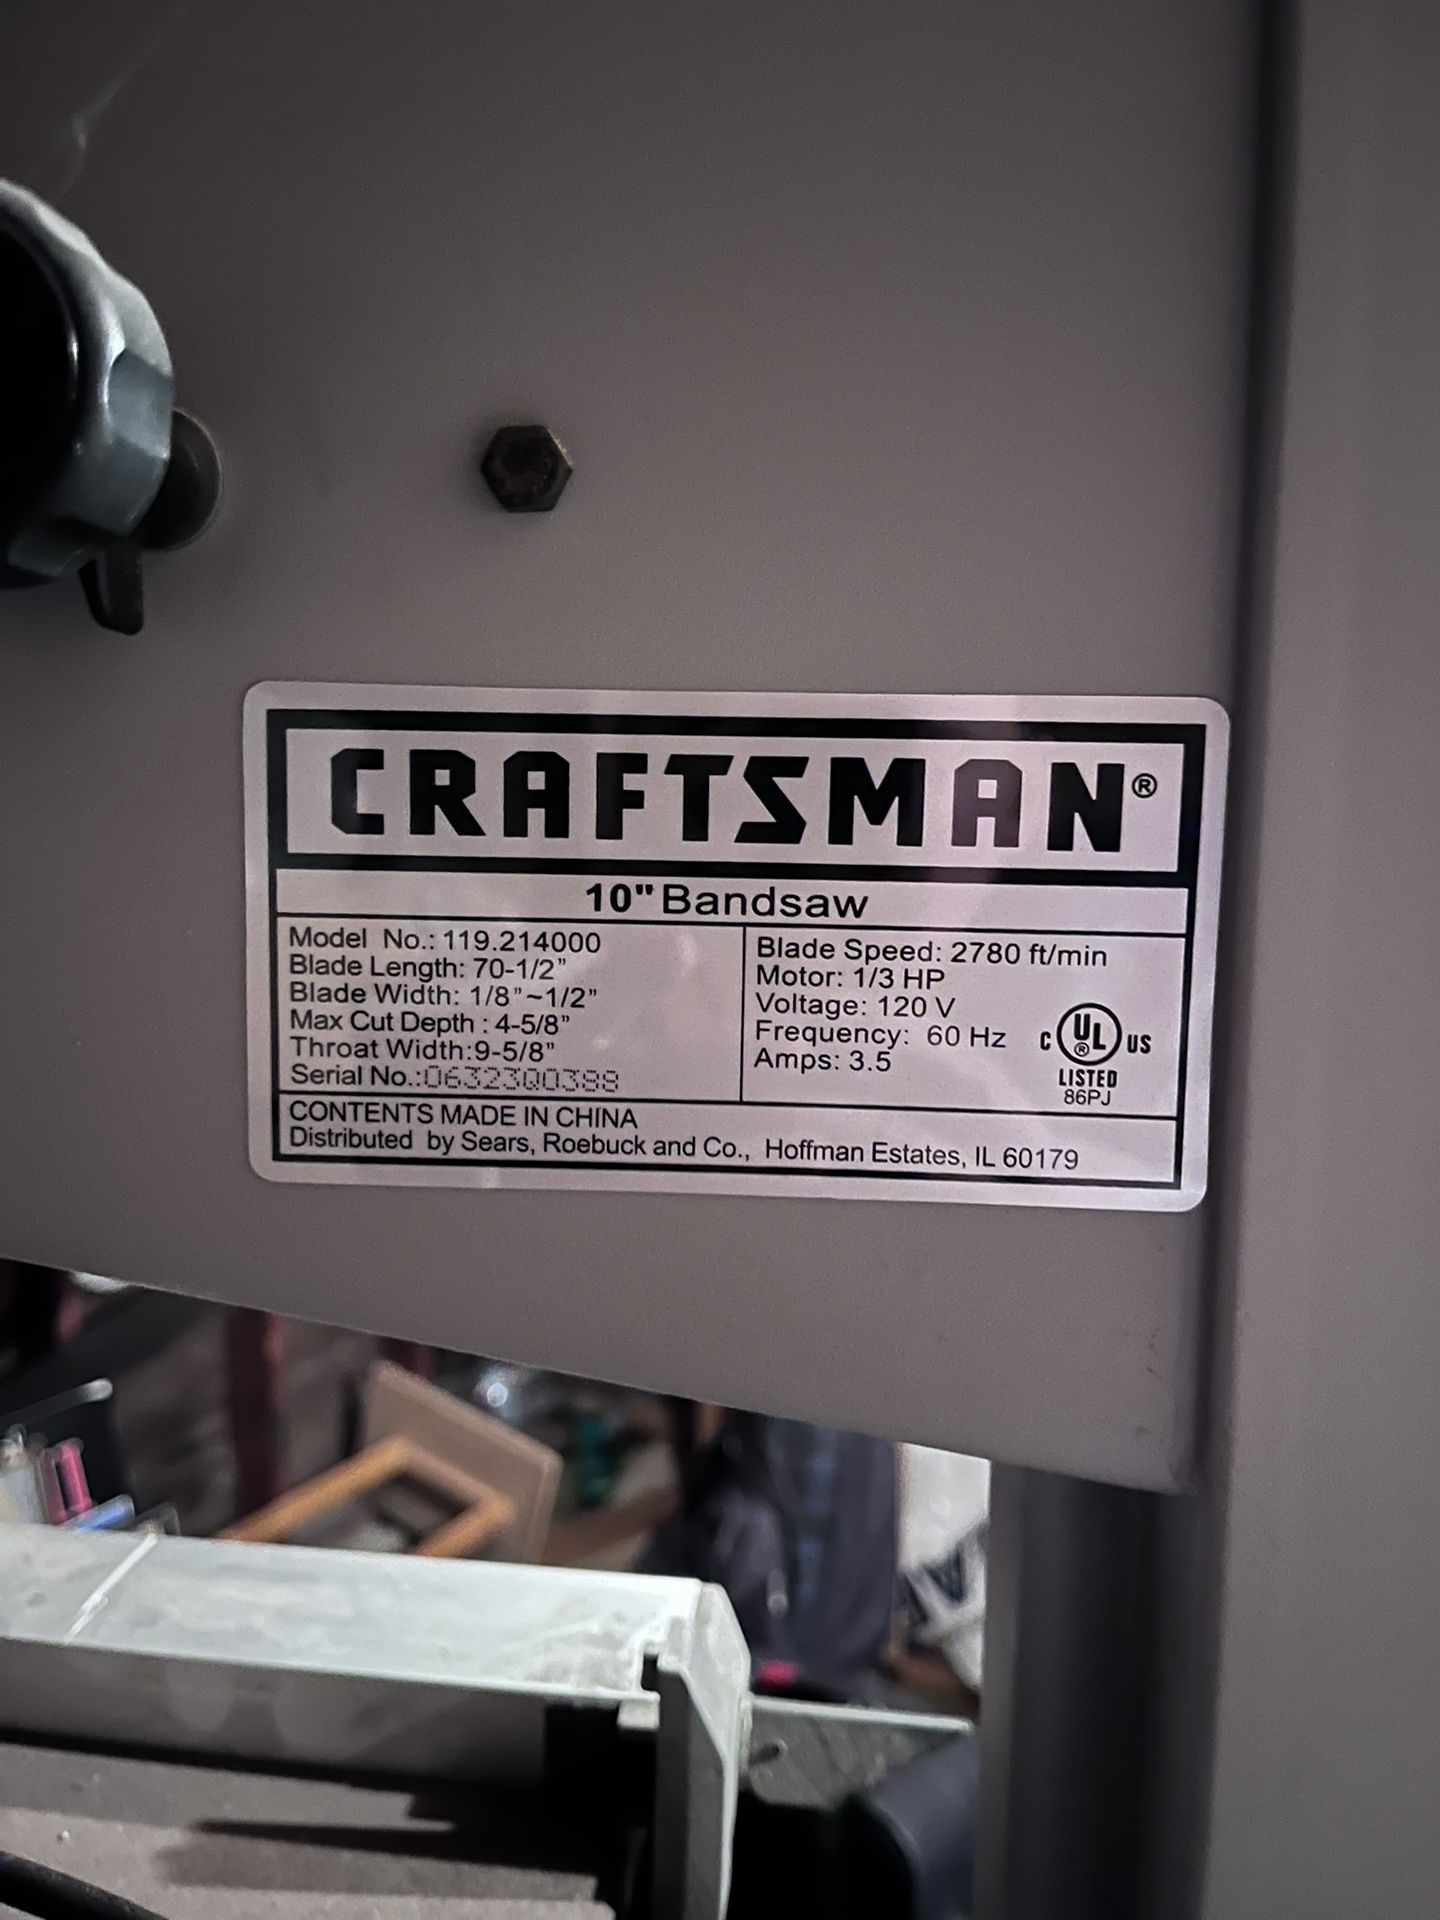 CRAFTSMAN®
10" Bandsaw
Model No.: 119.214000
Blade Length: 70-1/2"
Blade Width: 1/8"~1/2"
Max Cut Depth : 4-5/8"
Throat Width:9-5/8"
Serial No.:06323Q0388
Blade Speed: 2780 ft/min
Motor: 1/3 HP
Voltage: 120 V
Frequency: 60 Hz
Amps: 3.5
C UL® US
LISTED
86PJ
CONTENTS MADE IN CHINA
Distributed by Sears, Roebuck and Co., Hoffman Estates, IL 60179